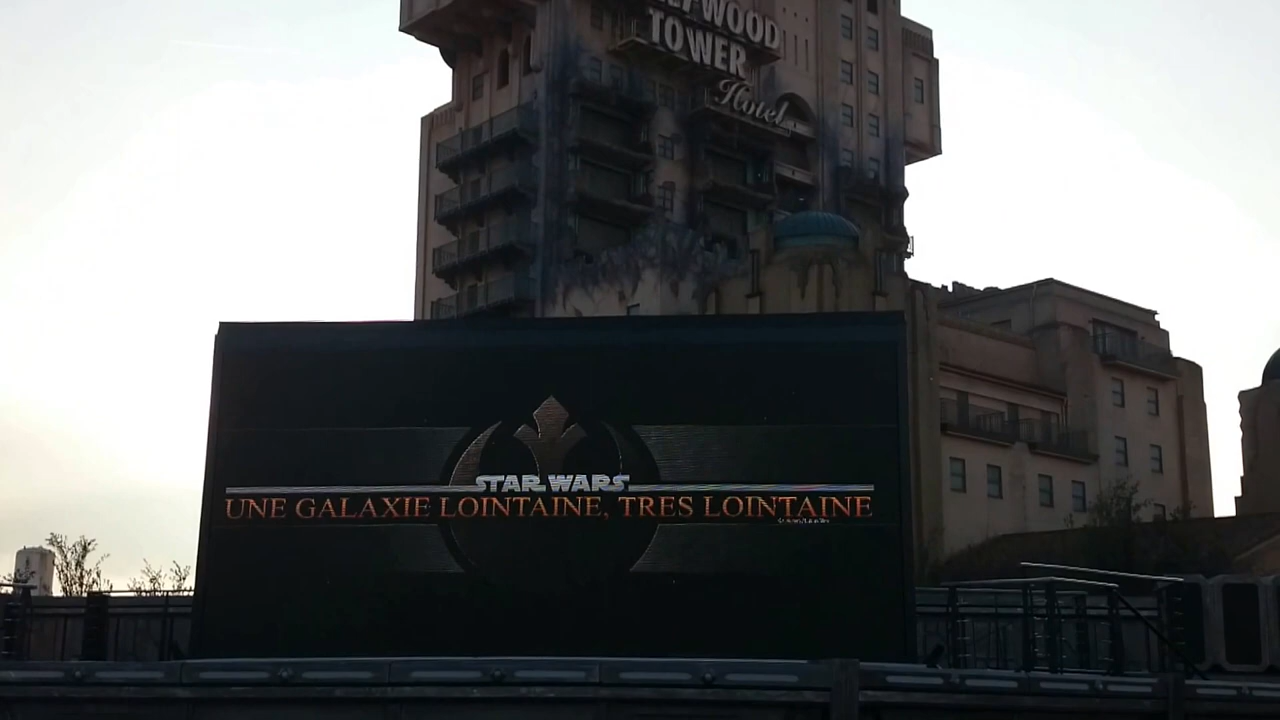 TOWER
Hotel
STAR WARS
UNE GALAXIE LOINTAINE, TRES LOINTAINE